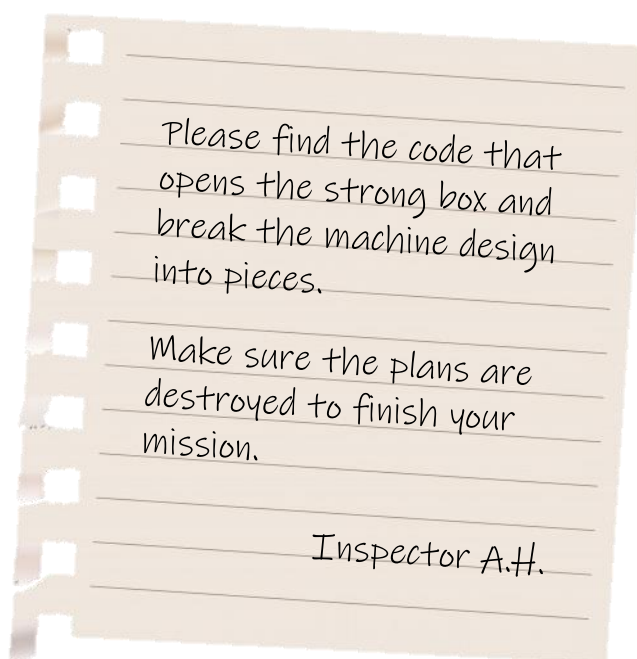 Please find the code that
opens the strong box and
break the machine design
into pieces.
Make sure the plans are
destroyed to finish your
mission.
Inspector A.H.